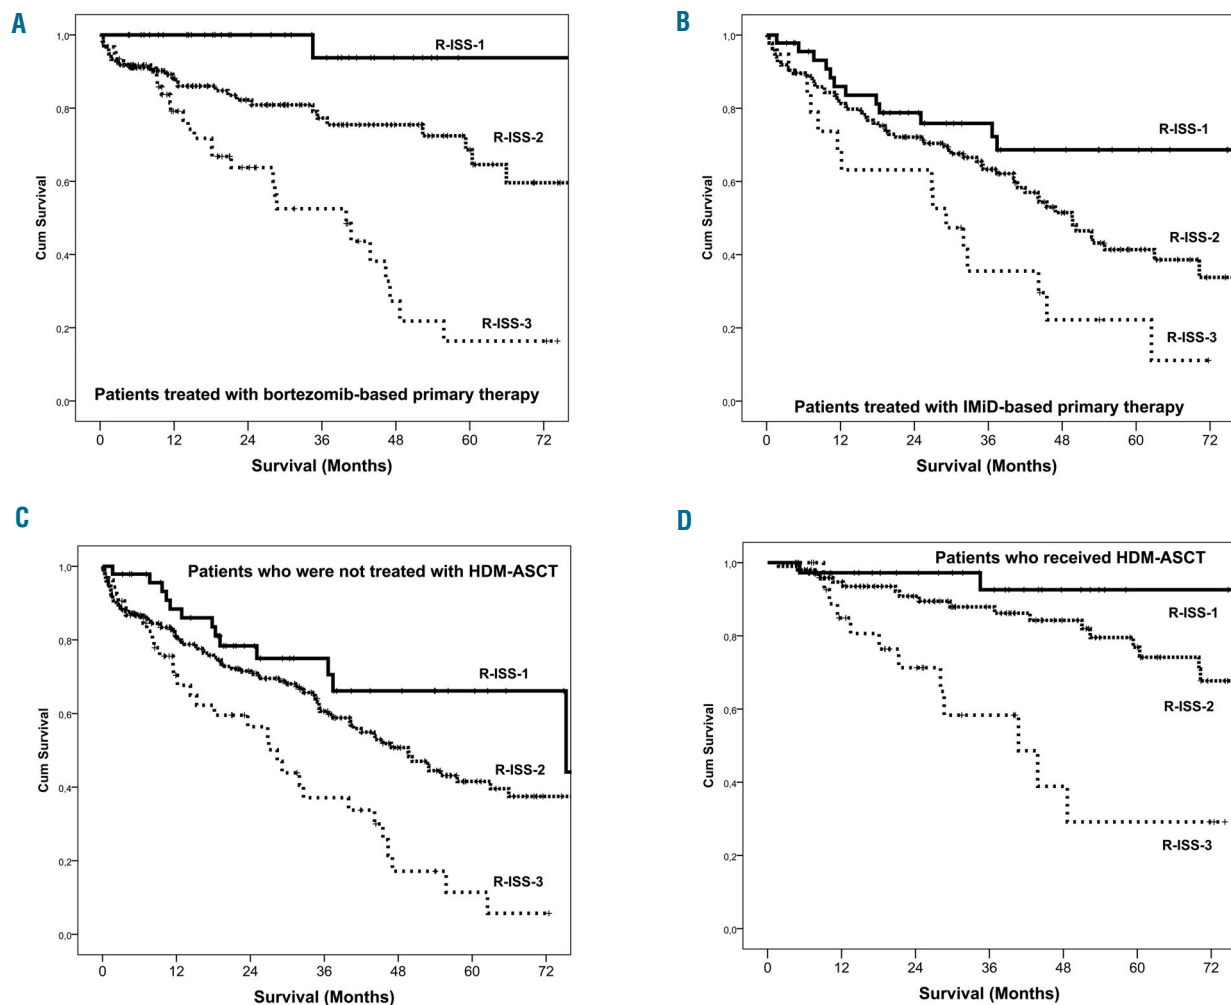 A
1,0
0,8
0,6
0,4
0,2
0,0
Cum Survival
R-ISS-1
R-ISS-2
R-ISS-3
Patients treated with bortezomib-based primary therapy
0 12 24 36 48 60 72
Survival (Months)
B
1,0
0,8
0,6
0,4
0,2
0,0
Cum Survival
R-ISS-1
R-ISS-2
R-ISS-3
Patients treated with IMiD-based primary therapy
0 12 24 36 48 60 72
Survival (Months)
C
Patients who were not treated with HDM-ASCT
1,0
0,8
0,6
0,4
0,2
0,0
Cum Survival
R-ISS-1
R-ISS-2
R-ISS-3
0 12 24 36 48 60 72
Survival (Months)
D
Patients who received HDM-ASCT
1,0
0,8
0,6
0,4
0,2
0,0
Cum Survival
R-ISS-1
R-ISS-2
R-ISS-3
0 12 24 36 48 60 72
Survival (Months)